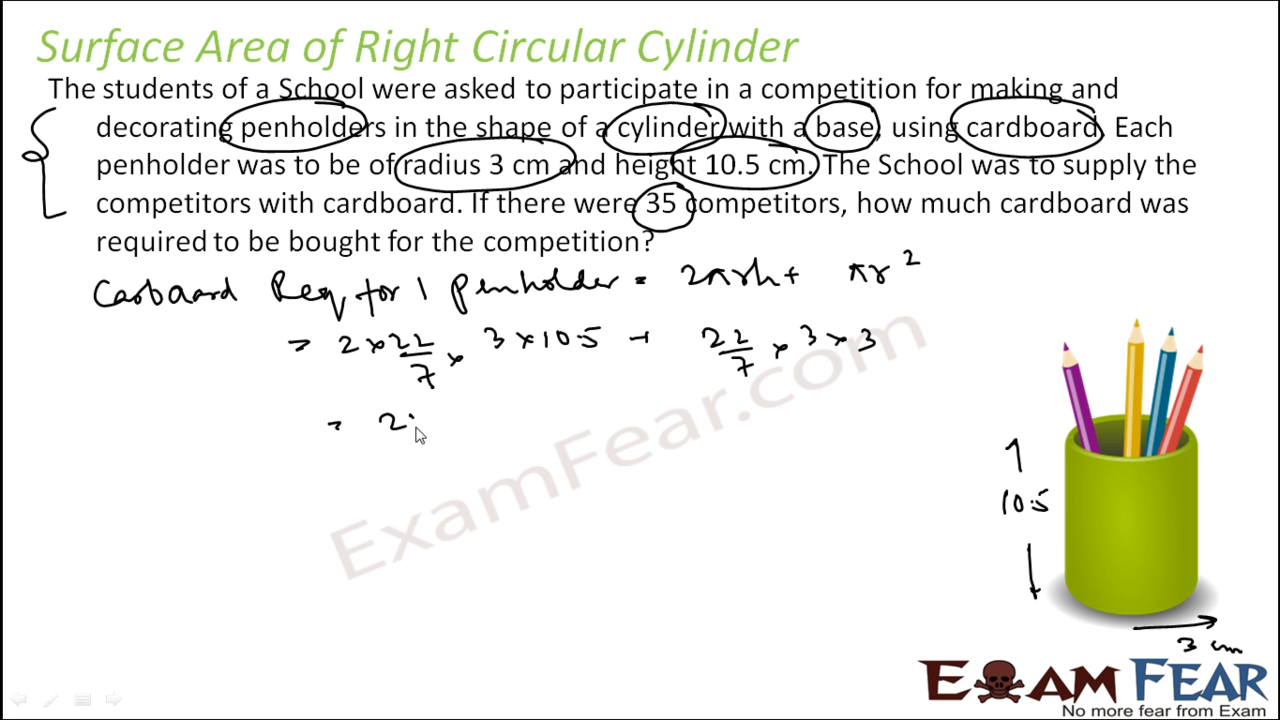 Surface Area of Right Circular Cylinder
The students of a School were asked to participate in a competition for making and
decorating penholders in the shape of a cylinder with a base, using cardboard. Each
penholder was to be of radius 3 cm and height 10.5 cm. The School was to supply the
competitors with cardboard. If there were 35 competitors, how much cardboard was
required to be bought for the competition?
Casbaard Req for 1 penholder = 2πrh + πr²
= 2 × 22/7 × 3 × 10.5 + 22/7 × 3 × 3
= 2
10.5
3 cm
ExamFear.com
EXAM FEAR
No more fear from Exam